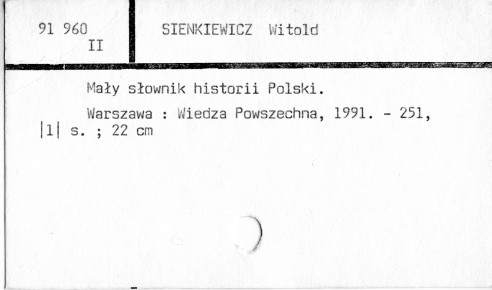 91 960
II
SIENKIEWICZ Witold
Mały słownik historii Polski.
Warszawa : Wiedza Powszechna, 1991. - 251,
|1| s. ; 22 cm